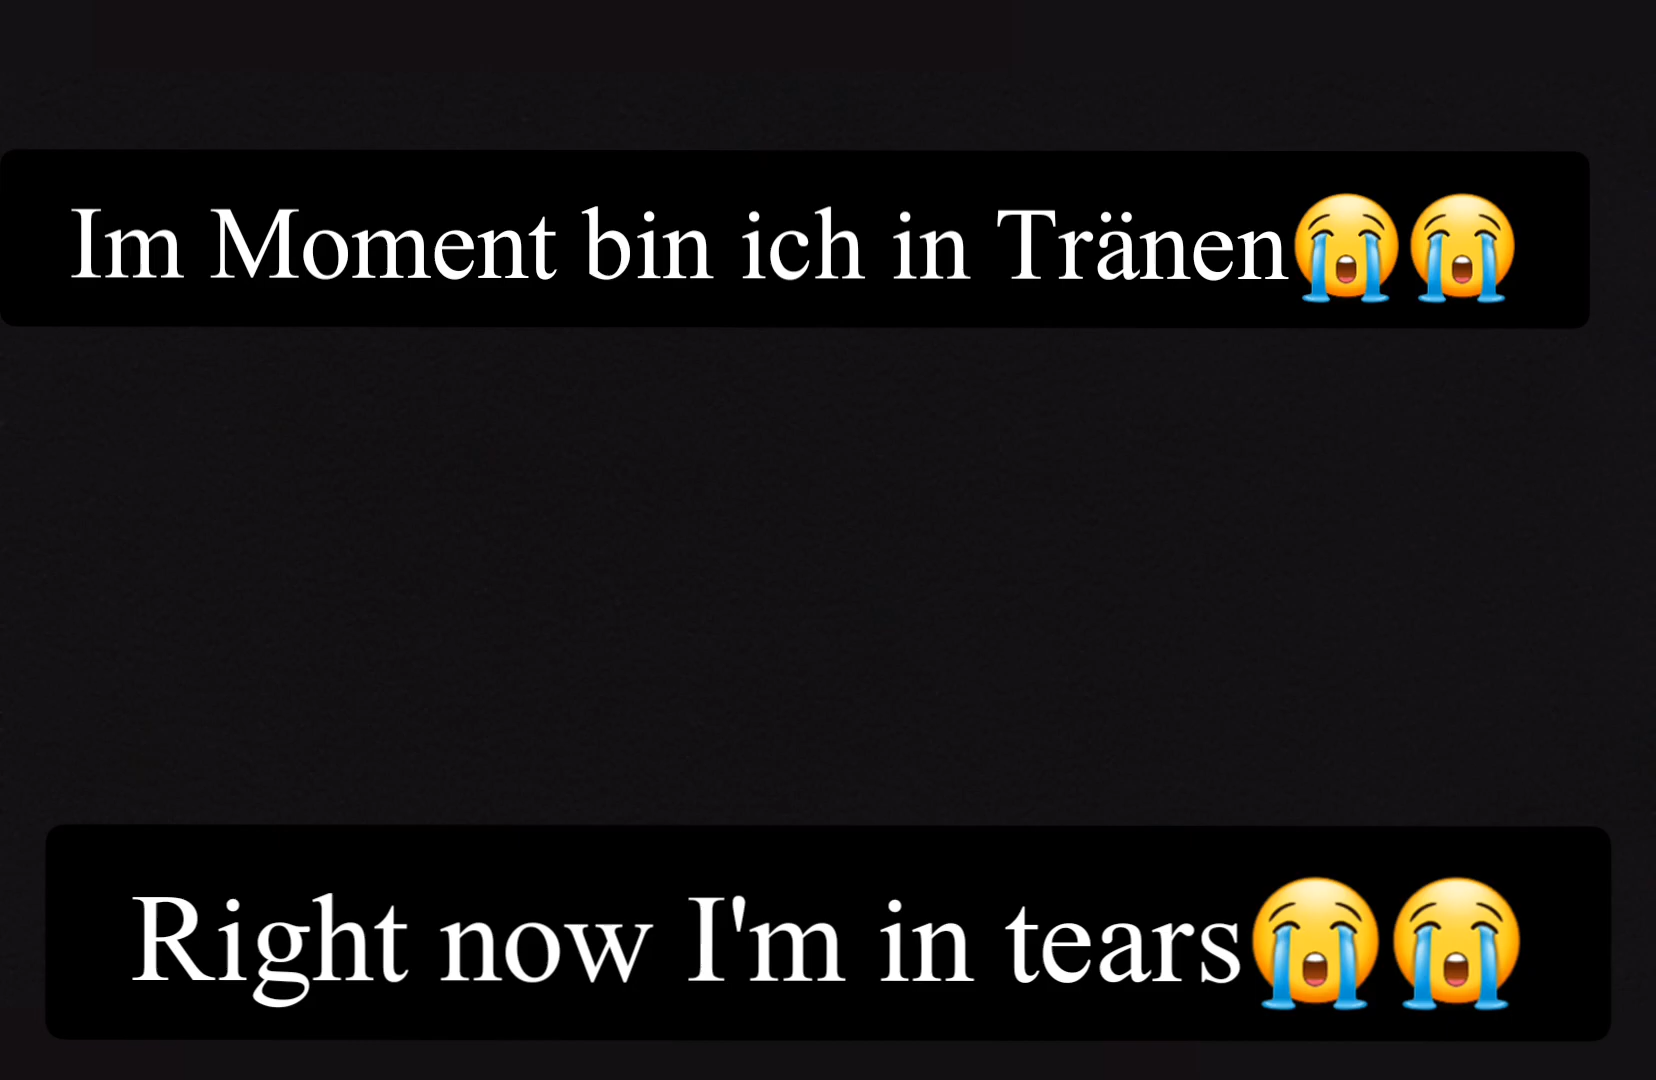 Im Moment bin ich in Tränen😭😭
Right now I'm in tears😭😭